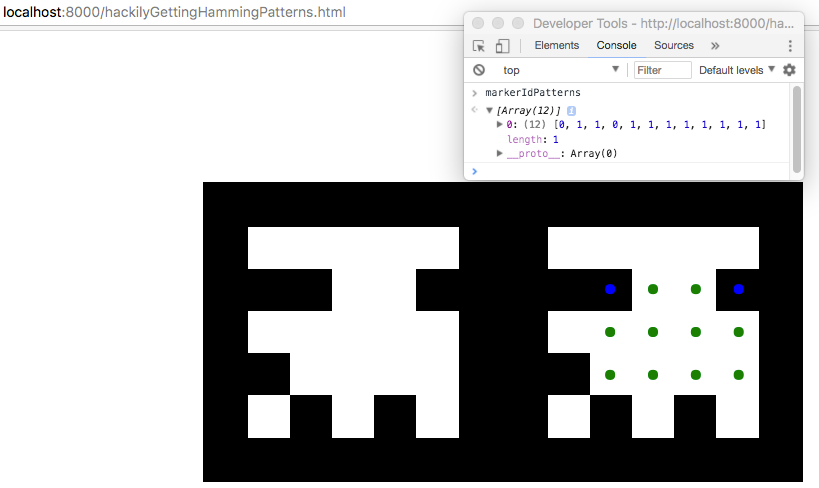 localhost:8000/hackilyGettingHammingPatterns.html
Developer Tools - http://localhost:8000/ha...
Elements Console Sources »
top Filter Default levels
markerIdPatterns
[Array(12)] i
0: (12) [0, 1, 1, 0, 1, 1, 1, 1, 1, 1, 1, 1]
length: 1
__proto__: Array(0)